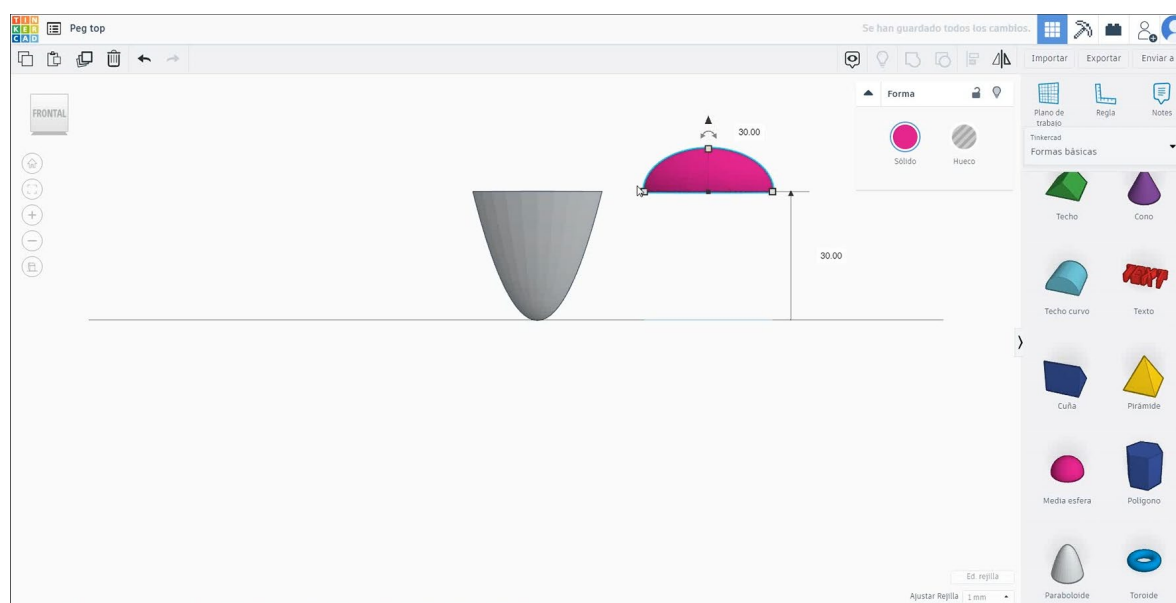 TIN
KER
CAD
Peg top
Se han guardado todos los cambios.
Importar
Exportar
Enviar a
FRONTAL
Forma
Sólido
Hueco
30.00
30.00
Plano de
trabajo
Regla
Notes
Tinkercad
Formas básicas
Techo
Cono
Techo curvo
TEXT
Texto
Cuña
Pirámide
Media esfera
Polígono
Paraboloide
Toroide
Ed. rejilla
Ajustar Rejilla
1 mm